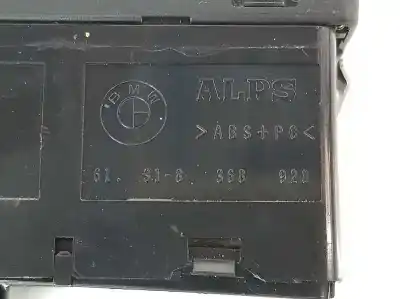 BMW
ALPS
>ABS+PC<
61. 31-8 368 920